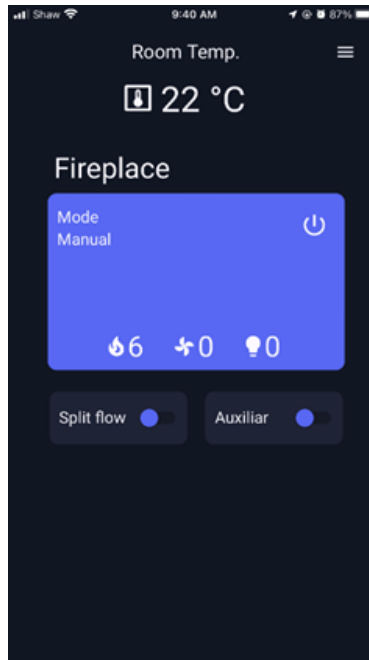 Shaw 9:40 AM 87%
Room Temp.
22 °C
Fireplace
Mode
Manual
6 0 0
Split flow Auxiliar